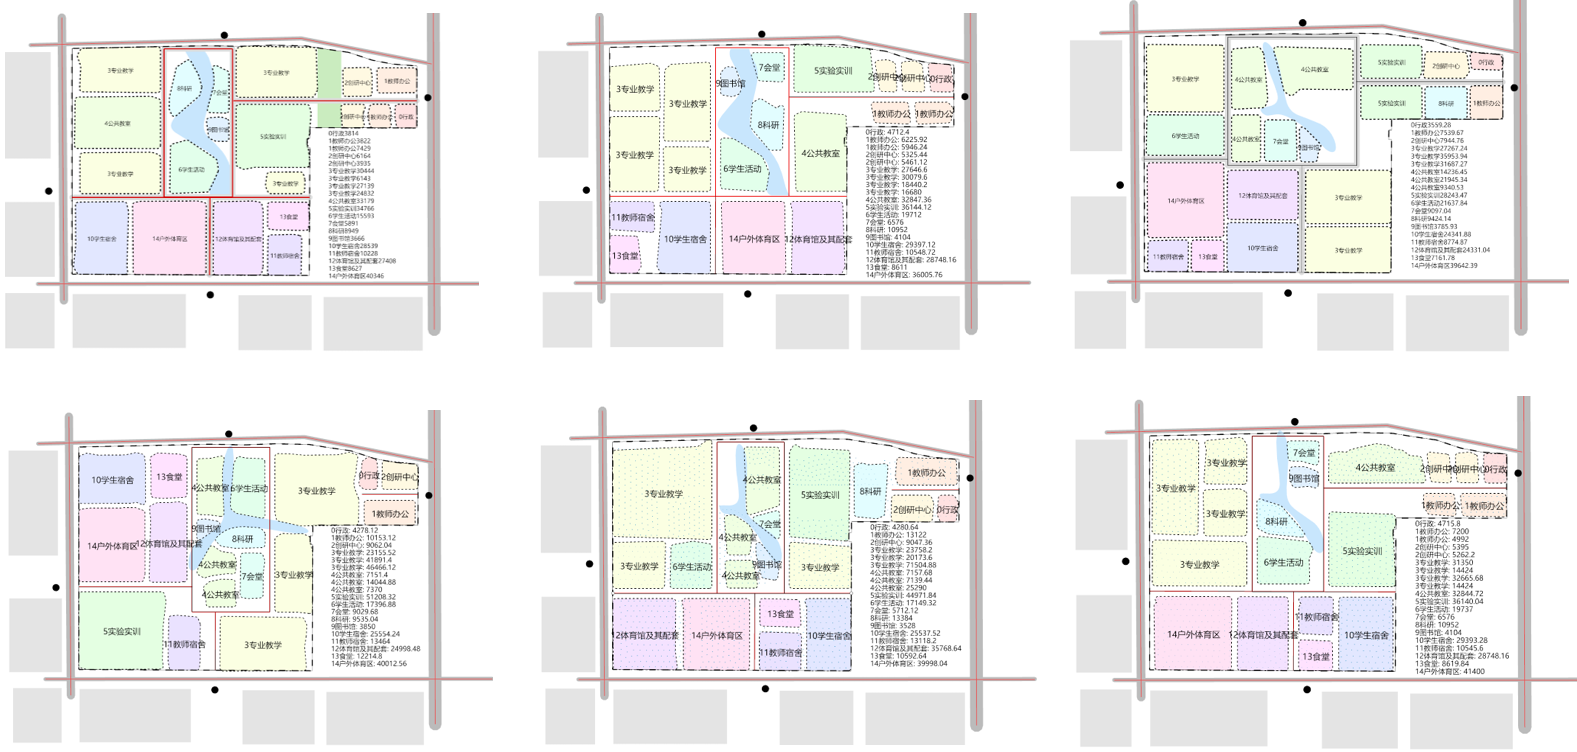 3专业教学
3专业教学
8科研
7会堂
2创研中心
1教师办公
4公共教室
9图书馆
5实验实训
2创研中心
教师办公
0行政
3专业教学
6学生活动
3专业教学
10学生宿舍
14户外体育区
12体育馆及其配套
13食堂
11教师宿舍
0行政3814
1教师办公3822
1教师办公7429
2创研中心6164
2创研中心3935
3专业教学30444
3专业教学6143
3专业教学27139
3专业教学24832
4公共教室33179
5实验实训34766
6学生活动15593
7会堂5891
8科研8949
9图书馆3666
10学生宿舍28539
11教师宿舍10228
12体育馆及其配套27408
13食堂8627
14户外体育区40346
3专业教学
3专业教学
9图书馆
7会堂
5实验实训
2创研中
2创研中心
0行政
8科研
1教师办公
1教师办公
3专业教学
3专业教学
6学生活动
4公共教室
11教师宿舍
13食堂
10学生宿舍
14户外体育区
12体育馆及其配套
0行政: 4712.4
1教师办公: 6225.92
1教师办公: 5946.24
2创研中心: 5325.44
2创研中心: 5461.12
3专业教学: 27646.6
3专业教学: 30079.6
3专业教学: 18440.2
3专业教学: 16680
4公共教室: 32847.36
5实验实训: 36144.12
6学生活动: 19712
7会堂: 6576
8科研: 10952
9图书馆: 4104
10学生宿舍: 29397.12
11教师宿舍: 10548.72
12体育馆及其配套: 28748.16
13食堂: 8611
14户外体育区: 36005.76
3专业教学
4公共教室
4公共教室
5实验实训
2创研中心
0行政
5实验实训
8科研
1教师办公
6学生活动
4公共教室
7会堂
9图书馆
14户外体育区
12体育馆及其配套
3专业教学
11教师宿舍
13食堂
10学生宿舍
3专业教学
0行政3559.28
1教师办公7539.67
2创研中心7944.76
3专业教学27267.24
3专业教学35953.94
3专业教学31687.27
4公共教室14236.45
4公共教室21945.34
4公共教室9340.53
5实验实训28243.47
6学生活动21637.84
7会堂9097.04
8科研9424.14
9图书馆3785.93
10学生宿舍24341.88
11教师宿舍8774.87
12体育馆及其配套24331.04
13食堂7161.78
14户外体育区39642.39
10学生宿舍
13食堂
4公共教室
6学生活动
3专业教学
0行政
2创研中心
1教师办公
9图书馆
14户外体育区
12体育馆及其配套
8科研
4公共教室
7会堂
3专业教学
4公共教室
5实验实训
11教师宿舍
3专业教学
0行政: 4278.12
1教师办公: 10153.12
2创研中心: 9062.04
3专业教学: 23155.52
3专业教学: 41891.4
3专业教学: 46466.12
4公共教室: 7151.4
4公共教室: 14044.88
4公共教室: 7370
5实验实训: 51208.32
6学生活动: 17396.88
7会堂: 9029.68
8科研: 9535.04
9图书馆: 3850
10学生宿舍: 25554.24
11教师宿舍: 13464
12体育馆及其配套: 24998.48
13食堂: 12214.8
14户外体育区: 40012.56
3专业教学
4公共教室
5实验实训
8科研
1教师办公
2创研中心
0行政
7会堂
4公共教室
9图书馆
3专业教学
6学生活动
4公共教室
3专业教学
12体育馆及其配套
14户外体育区
13食堂
10学生宿舍
11教师宿舍
0行政: 4280.64
1教师办公: 13122
2创研中心: 9047.36
3专业教学: 23758.2
3专业教学: 20173.6
3专业教学: 71504.88
4公共教室: 7157.68
4公共教室: 7139.44
4公共教室: 25290
5实验实训: 44971.84
6学生活动: 17149.32
7会堂: 5712.12
8科研: 13384
9图书馆: 3528
10学生宿舍: 25537.52
11教师宿舍: 13118.2
12体育馆及其配套: 35768.64
13食堂: 10592.64
14户外体育区: 39998.04
3专业教学
3专业教学
7会堂
9图书馆
4公共教室
2创研中
2创研中心
0行政
3专业教学
8科研
教师办公
1教师办公
3专业教学
6学生活动
5实验实训
14户外体育区
12体育馆及其配套
11教师宿舍
13食堂
10学生宿舍
0行政: 4715.8
1教师办公: 7200
1教师办公: 4992
2创研中心: 5395
2创研中心: 5262.2
3专业教学: 31350
3专业教学: 14424
3专业教学: 32665.68
3专业教学: 14424
4公共教室: 32844.72
5实验实训: 36140.04
6学生活动: 19737
7会堂: 6576
8科研: 10952
9图书馆: 4104
10学生宿舍: 29393.28
11教师宿舍: 10545.6
12体育馆及其配套: 28748.16
13食堂: 8619.84
14户外体育区: 41400